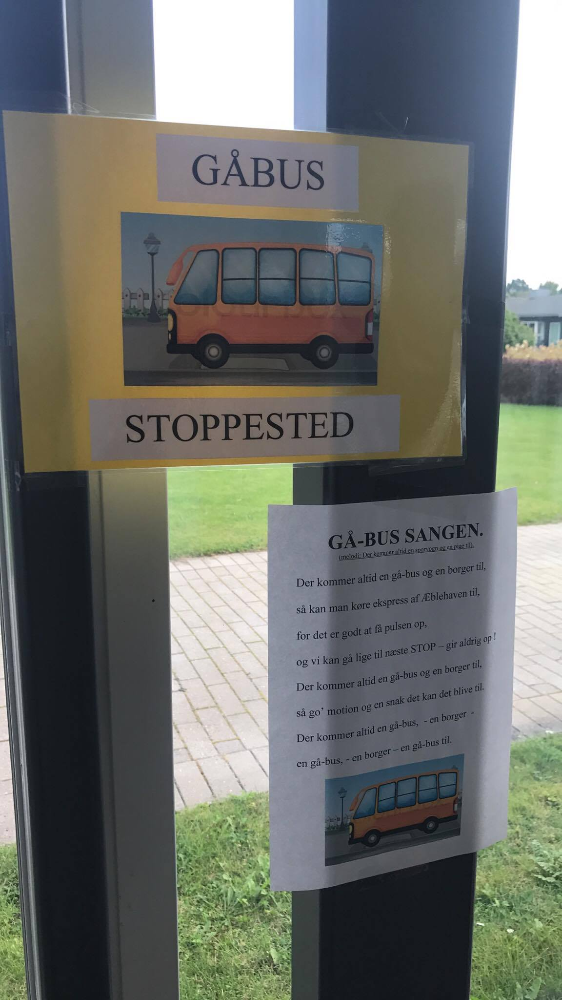 GÅBUS
STOPPESTED
GÅ-BUS SANGEN.
(melodi: Der kommer altid en sporvogn og en pige til).
Der kommer altid en gå-bus og en borger til,
så kan man køre ekspress af Æblehaven til,
for det er godt at få pulsen op,
og vi kan gå lige til næste STOP – gir aldrig op !
Der kommer altid en gå-bus og en borger til,
så go’ motion og en snak det kan det blive til.
Der kommer altid en gå-bus, - en borger -
en gå-bus, - en borger – en gå-bus til.